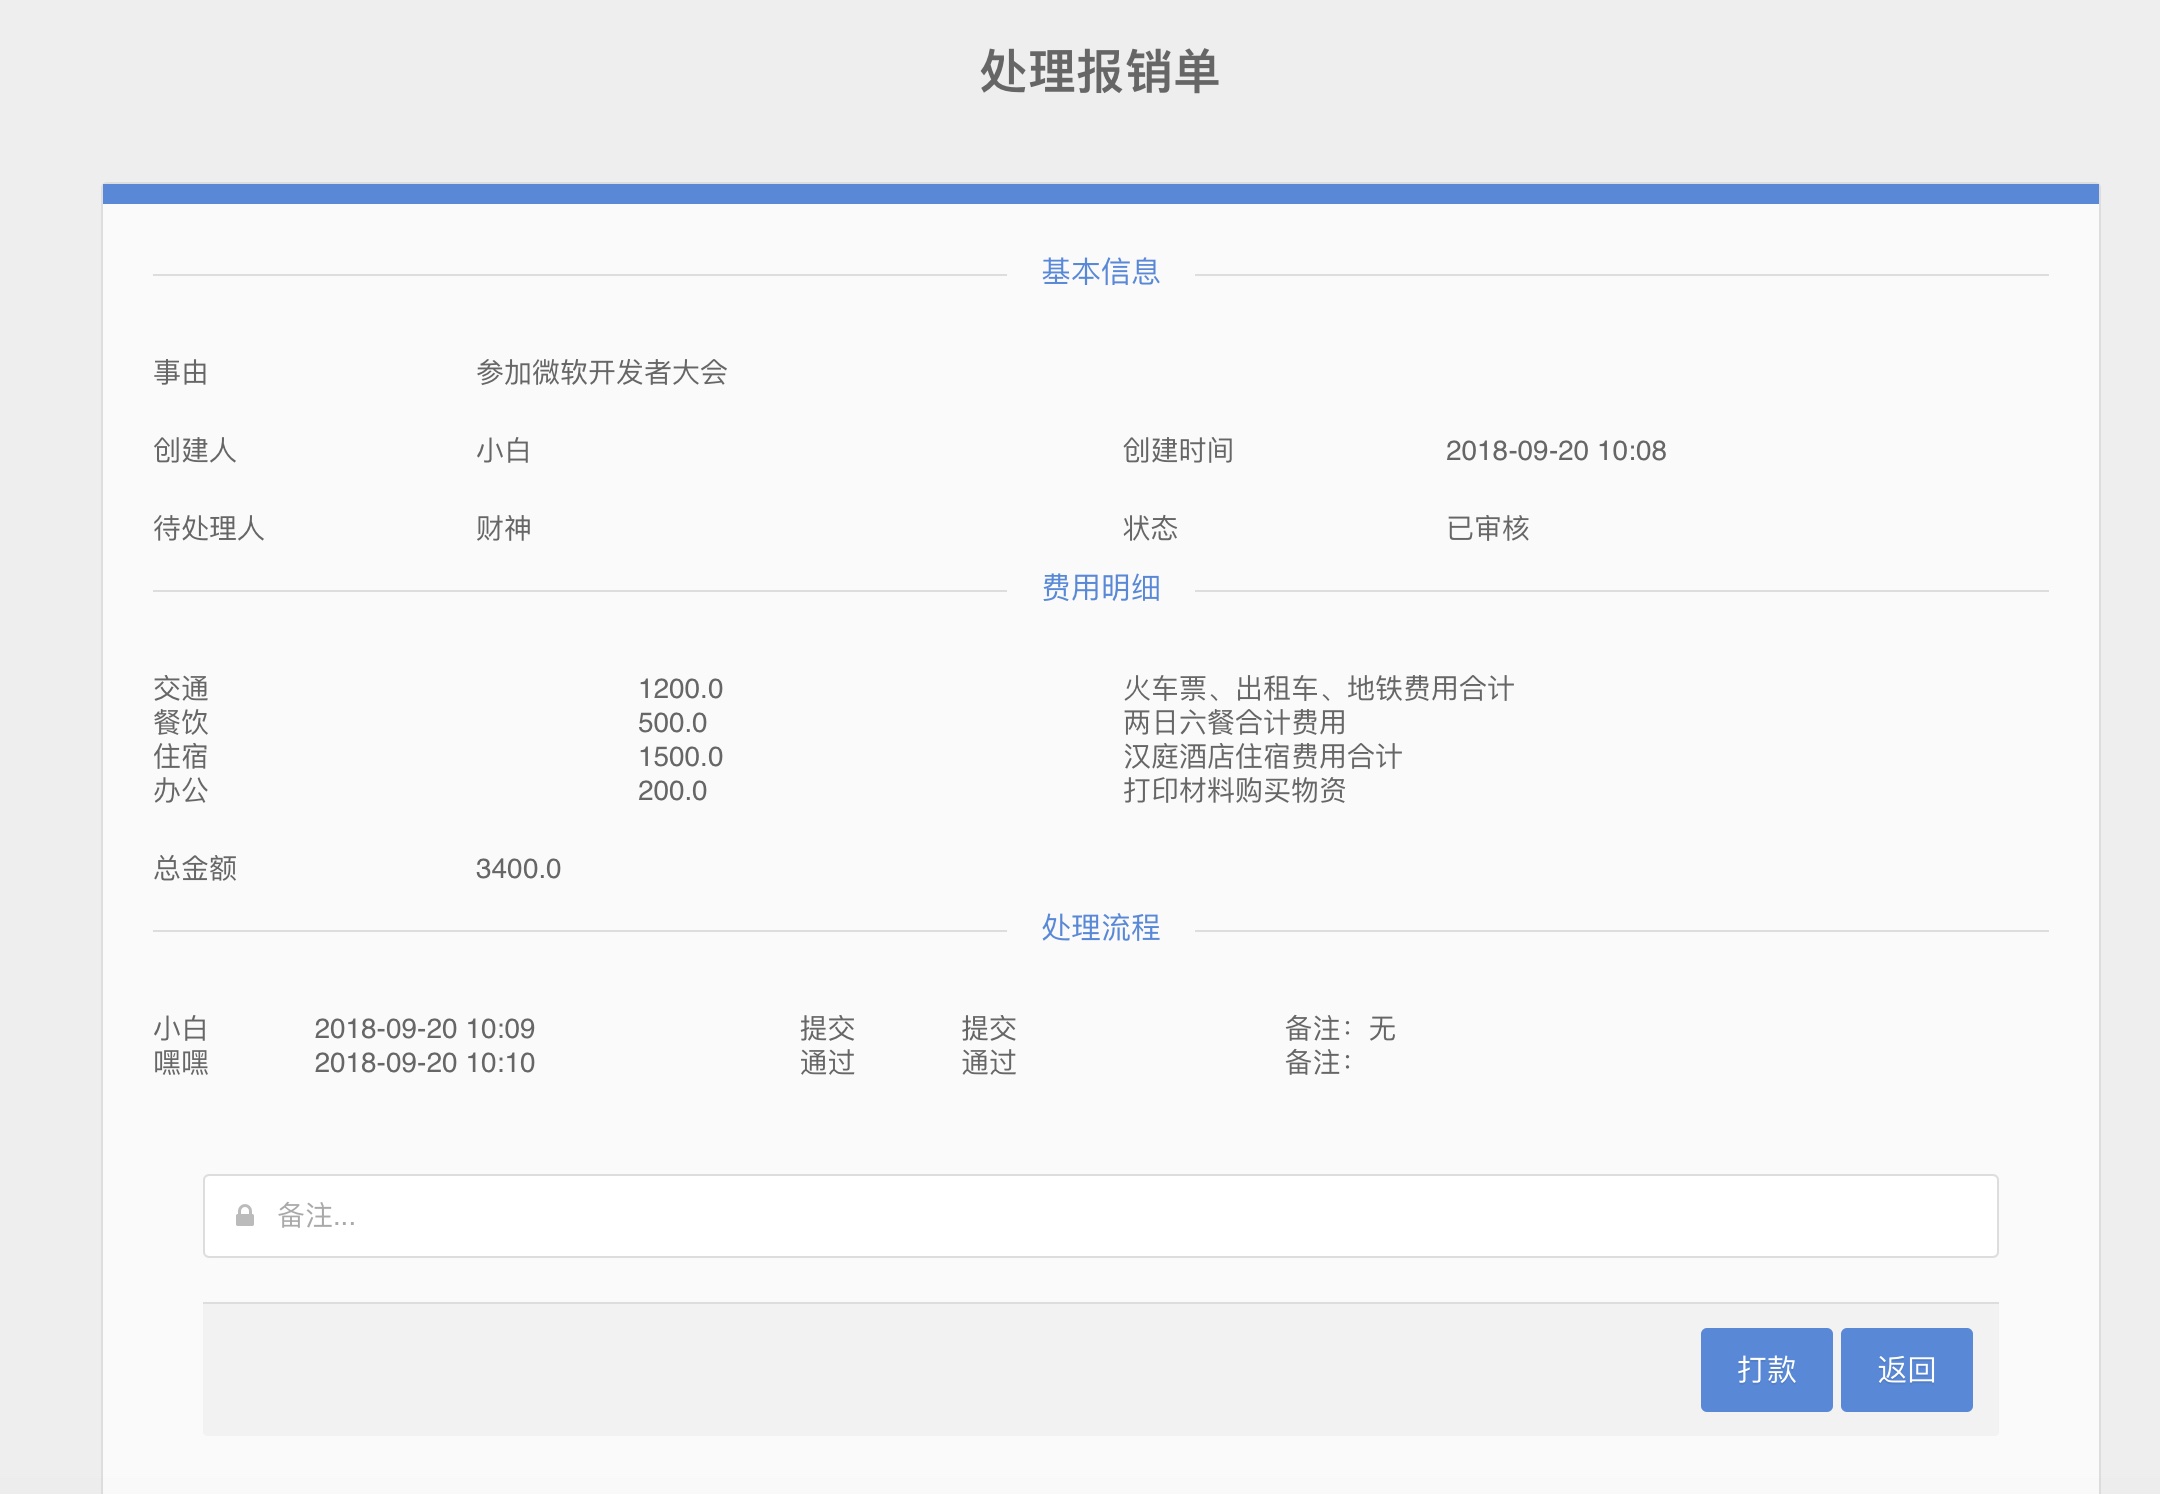 处理报销单
基本信息
事由 参加微软开发者大会
创建人 小白 创建时间 2018-09-20 10:08
待处理人 财神 状态 已审核
费用明细
交通 1200.0 火车票、出租车、地铁费用合计
餐饮 500.0 两日六餐合计费用
住宿 1500.0 汉庭酒店住宿费用合计
办公 200.0 打印材料购买物资
总金额 3400.0
处理流程
小白 2018-09-20 10:09 提交 提交 备注：无
嘿嘿 2018-09-20 10:10 通过 通过 备注：
备注...
打款 返回